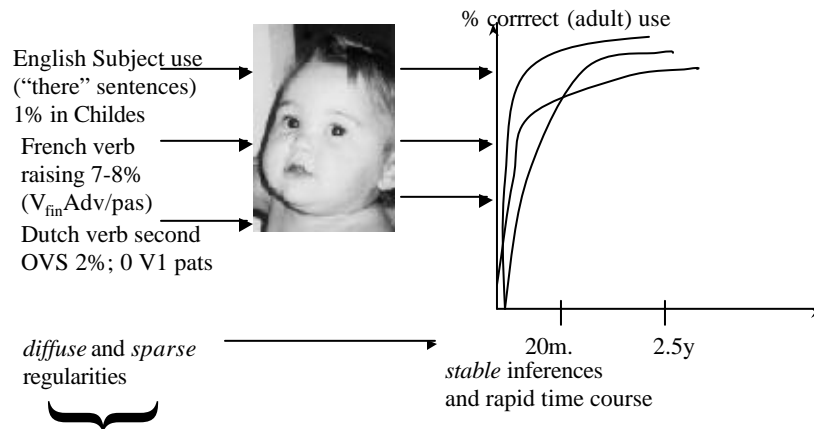 % corrrect (adult) use
English Subject use
(“there” sentences)
1% in Childes
French verb
raising 7-8%
(VfinAdv/pas)
Dutch verb second
OVS 2%; 0 V1 pats
20m. 2.5y
diffuse and sparse
regularities
stable inferences
and rapid time course